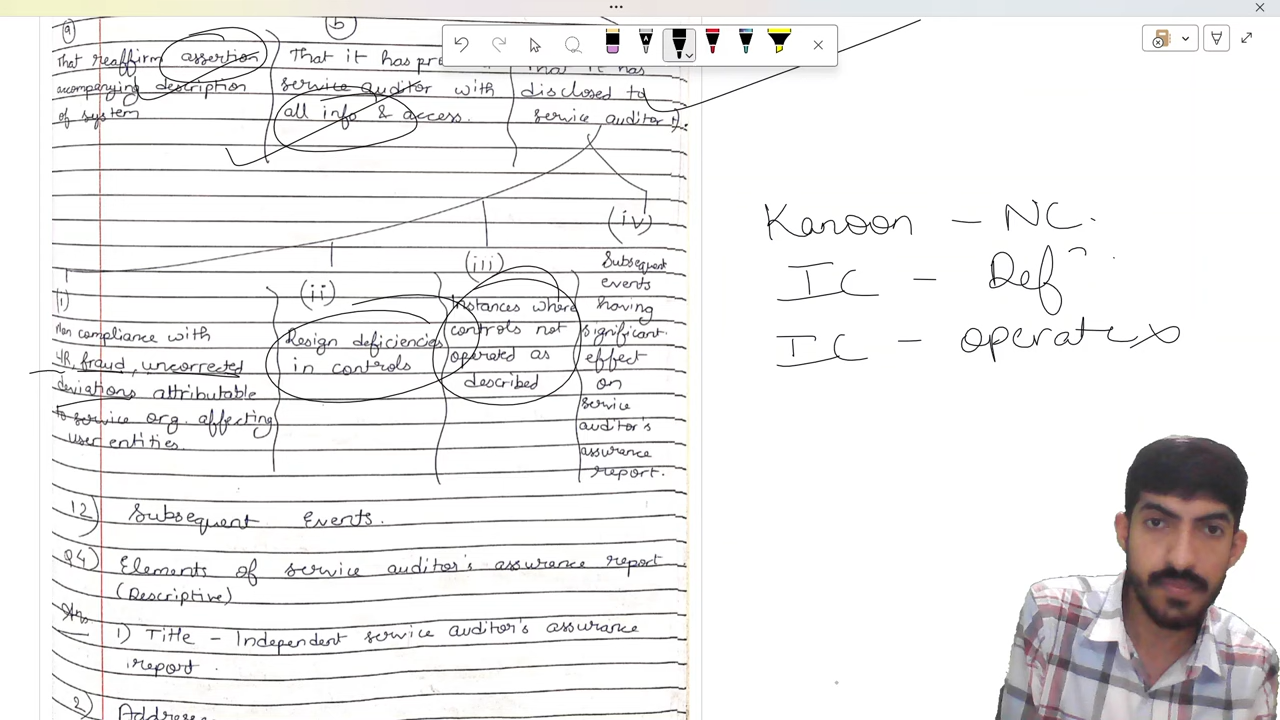 (a)
(b)
That reaffirm assertion
accompanying description
of system
That it has
service auditor with
all info & access.
That it has
disclosed to
service auditor :-
(i)
Non compliance with
fraud, uncorrected
deviations attributable
to service org. affecting
user entities.
(ii)
Design deficiencies
in controls
(iii)
Instances where
controls not
operated as
described
(iv)
Subsequent
events
having
significant
effect
on
service
auditor's
assurance
report.
12) Subsequent Events.
Q4) Elements of service auditor's assurance report
(Descriptive)
Ans
1) Title - Independent service auditor's assurance
report.
2)
Kanoon - NC.
IC - Def
IC - operate x